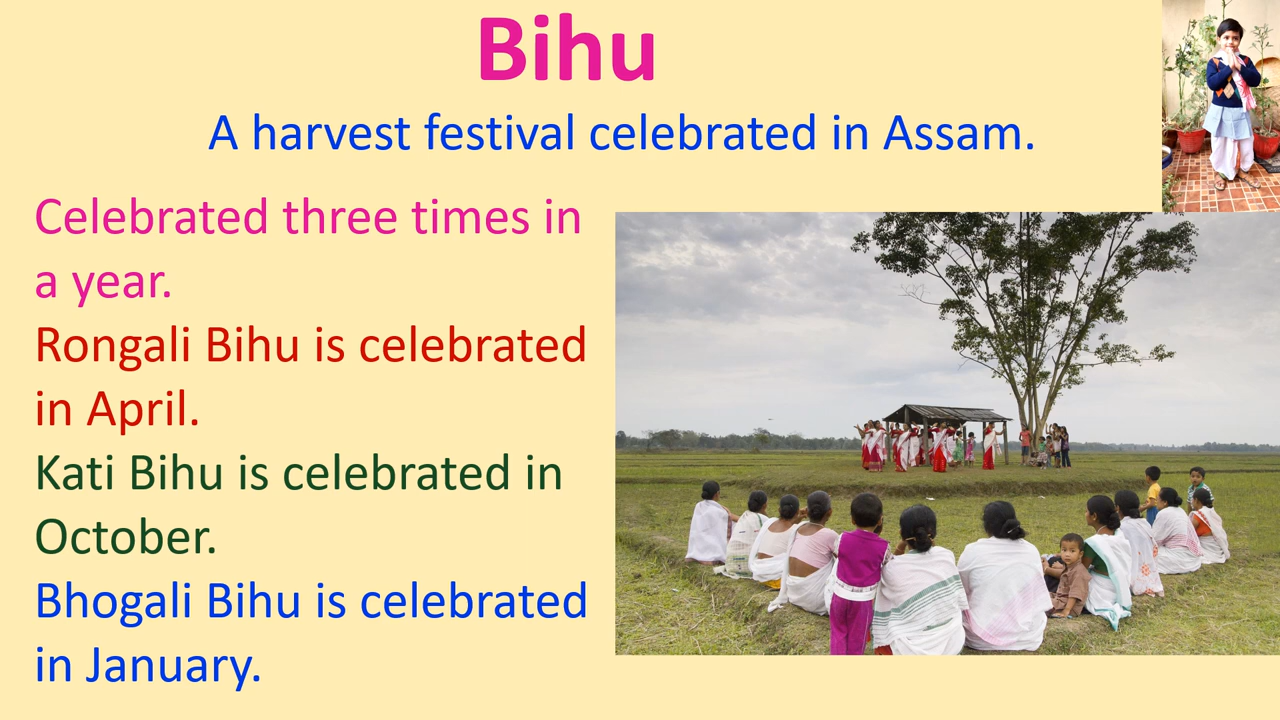 Bihu
A harvest festival celebrated in Assam.
Celebrated three times in
a year.
Rongali Bihu is celebrated
in April.
Kati Bihu is celebrated in
October.
Bhogali Bihu is celebrated
in January.